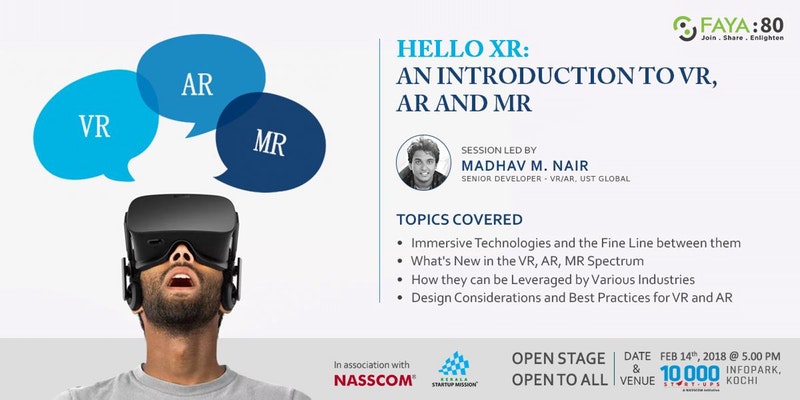 FAYA:80
Join . Share . Enlighten
VR
AR
MR
HELLO XR:
AN INTRODUCTION TO VR,
AR AND MR
SESSION LED BY
MADHAV M. NAIR
SENIOR DEVELOPER - VR/AR, UST GLOBAL
TOPICS COVERED
• Immersive Technologies and the Fine Line between them
• What's New in the VR, AR, MR Spectrum
• How they can be Leveraged by Various Industries
• Design Considerations and Best Practices for VR and AR
In association with
NASSCOM®
KERALA
STARTUP MISSION
OPEN STAGE
OPEN TO ALL
DATE
&
VENUE
FEB 14th, 2018 @ 5.00 PM
10 000
START-UPS
A NASSCOM Initiative
INFOPARK,
KOCHI